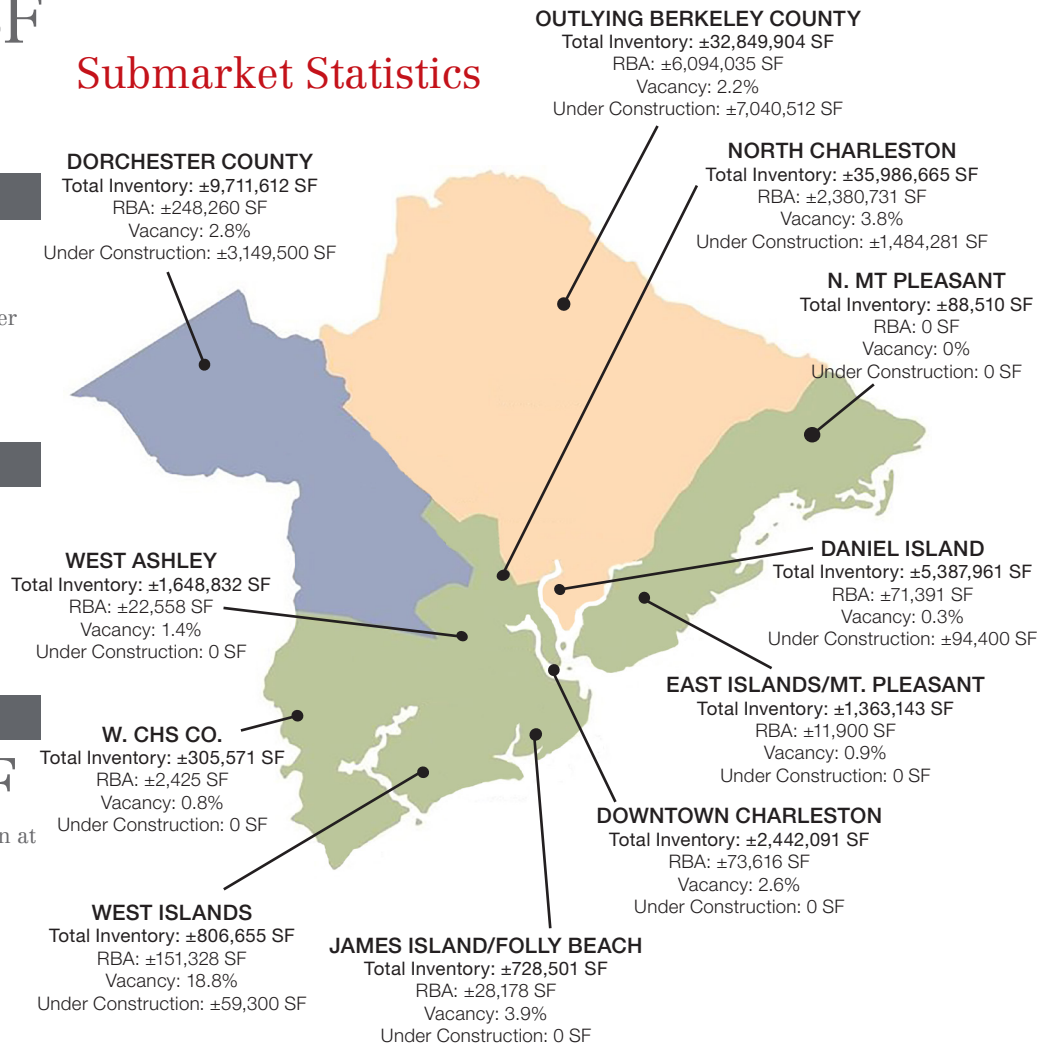 SF
Submarket Statistics
OUTLYING BERKELEY COUNTY
Total Inventory: ±32,849,904 SF
RBA: ±6,094,035 SF
Vacancy: 2.2%
Under Construction: ±7,040,512 SF
DORCHESTER COUNTY
Total Inventory: ±9,711,612 SF
RBA: ±248,260 SF
Vacancy: 2.8%
Under Construction: ±3,149,500 SF
NORTH CHARLESTON
Total Inventory: ±35,986,665 SF
RBA: ±2,380,731 SF
Vacancy: 3.8%
Under Construction: ±1,484,281 SF
N. MT PLEASANT
Total Inventory: ±88,510 SF
RBA: 0 SF
Vacancy: 0%
Under Construction: 0 SF
er
WEST ASHLEY
Total Inventory: ±1,648,832 SF
RBA: ±22,558 SF
Vacancy: 1.4%
Under Construction: 0 SF
DANIEL ISLAND
Total Inventory: ±5,387,961 SF
RBA: ±71,391 SF
Vacancy: 0.3%
Under Construction: ±94,400 SF
EAST ISLANDS/MT. PLEASANT
Total Inventory: ±1,363,143 SF
RBA: ±11,900 SF
Vacancy: 0.9%
Under Construction: 0 SF
W. CHS CO.
Total Inventory: ±305,571 SF
RBA: ±2,425 SF
Vacancy: 0.8%
Under Construction: 0 SF
F
n at
DOWNTOWN CHARLESTON
Total Inventory: ±2,442,091 SF
RBA: ±73,616 SF
Vacancy: 2.6%
Under Construction: 0 SF
WEST ISLANDS
Total Inventory: ±806,655 SF
RBA: ±151,328 SF
Vacancy: 18.8%
Under Construction: ±59,300 SF
JAMES ISLAND/FOLLY BEACH
Total Inventory: ±728,501 SF
RBA: ±28,178 SF
Vacancy: 3.9%
Under Construction: 0 SF